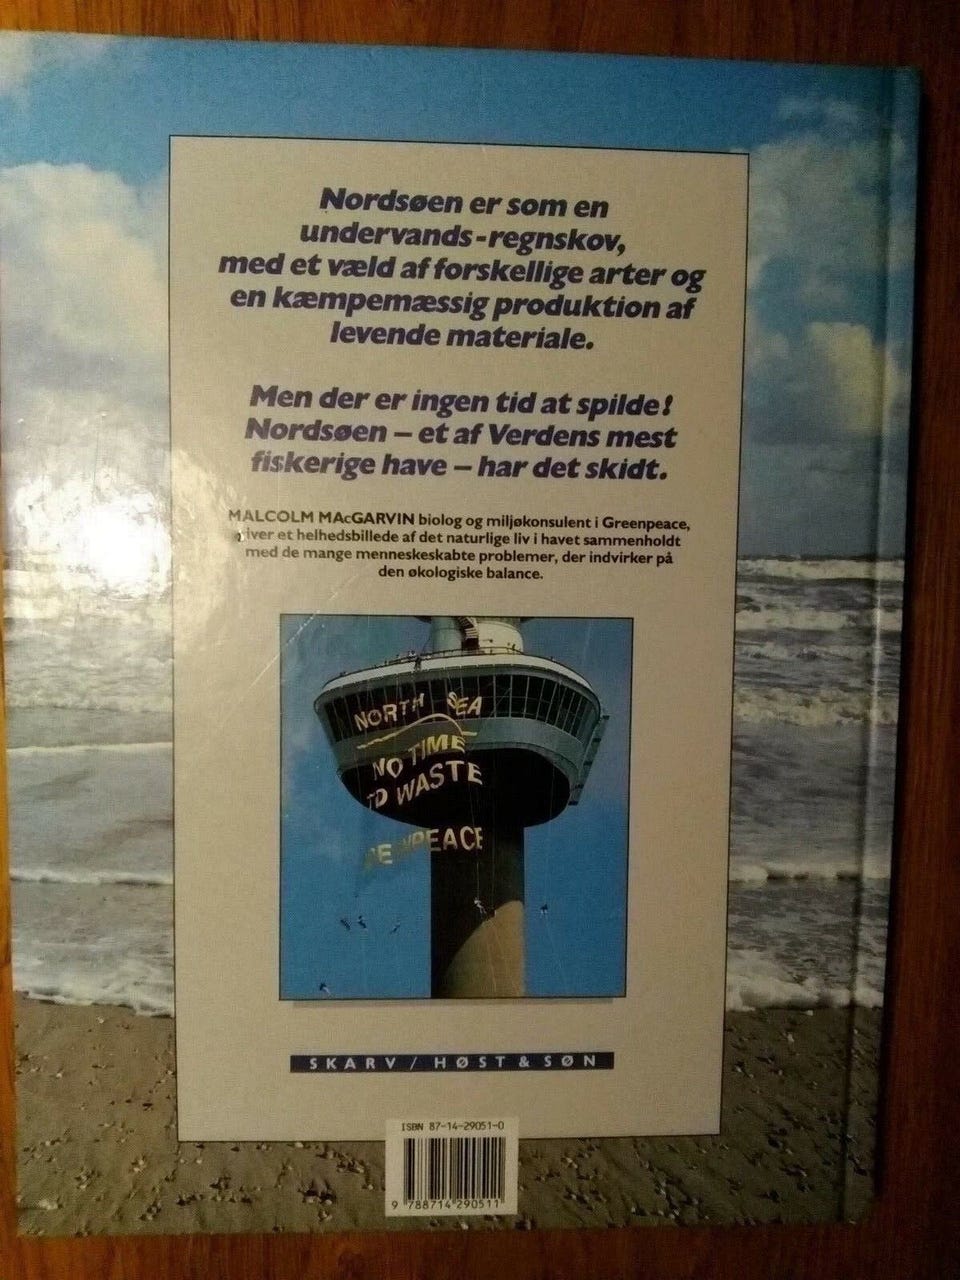 Nordsøen er som en
undervands-regnskov,
med et væld af forskellige arter og
en kæmpemæssig produktion af
levende materiale.
Men der er ingen tid at spilde!
Nordsøen – et af Verdens mest
fiskerige have – har det skidt.
MALCOLM MAcGARVIN biolog og miljøkonsulent i Greenpeace,
giver et helhedsbillede af det naturlige liv i havet sammenholdt
med de mange menneskeskabte problemer, der indvirker på
den økologiske balance.
NORTH SEA
NO TIME
TO WASTE
SKARV / HØST & SØN
ISBN 87-14-29051-0
9 788714 290511